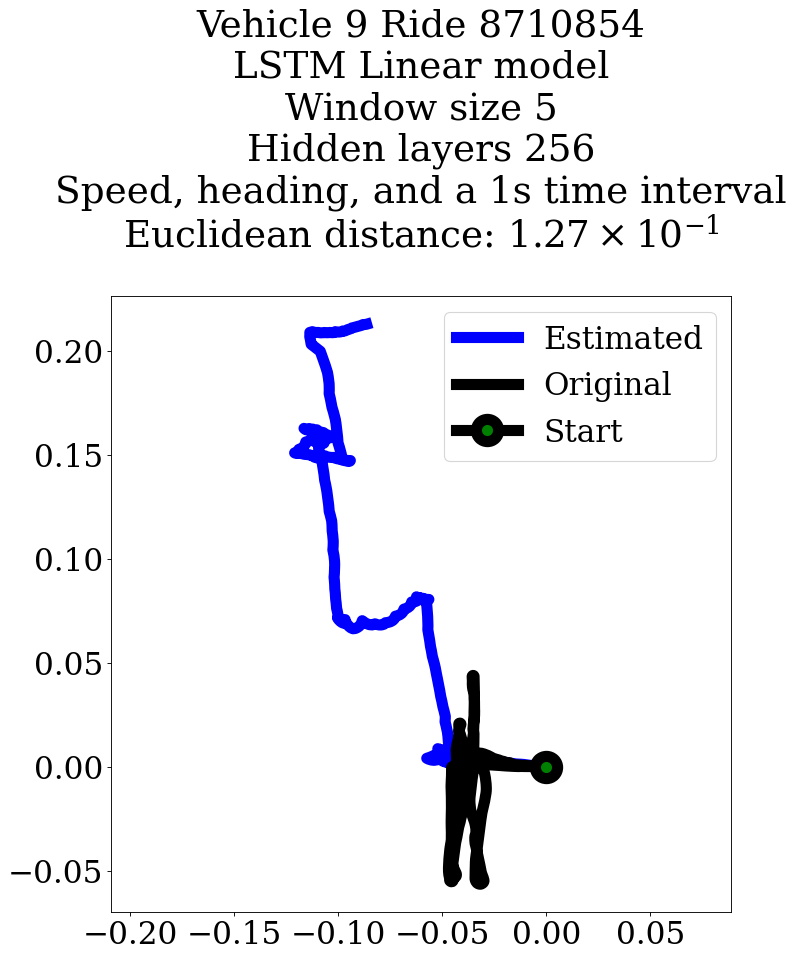 Vehicle 9 Ride 8710854
LSTM Linear model
Window size 5
Hidden layers 256
Speed, heading, and a 1s time interval
Euclidean distance: 1.27 × 10⁻¹
Estimated
Original
Start
0.20
0.15
0.10
0.05
0.00
−0.05
−0.20 −0.15 −0.10 −0.05 0.00 0.05